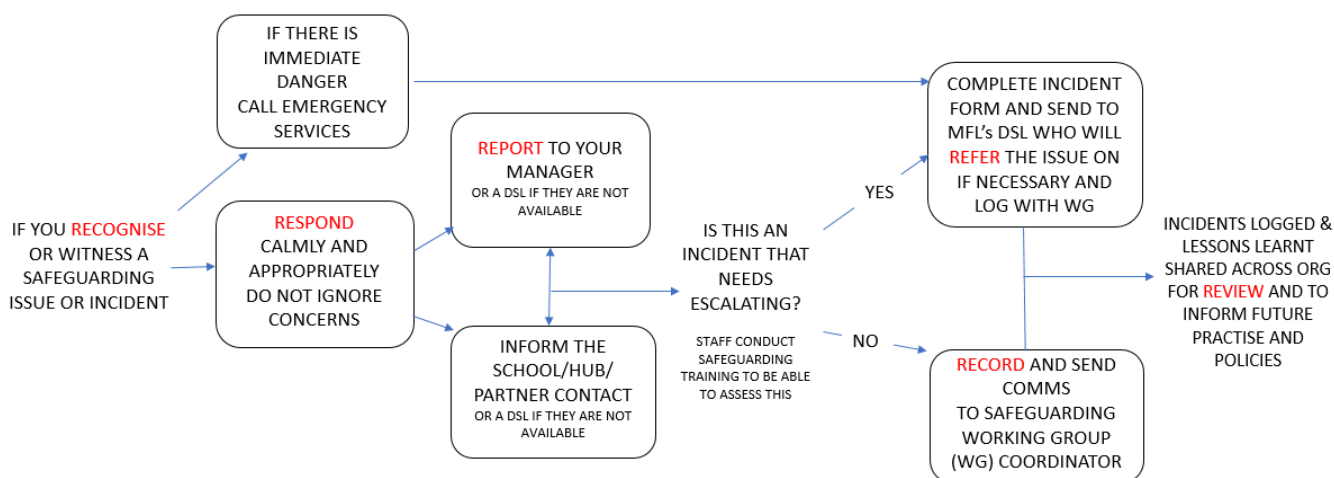 IF YOU RECOGNISE
OR WITNESS A
SAFEGUARDING
ISSUE OR INCIDENT
IF THERE IS
IMMEDIATE
DANGER
CALL EMERGENCY
SERVICES
RESPOND
CALMLY AND
APPROPRIATELY
DO NOT IGNORE
CONCERNS
REPORT TO YOUR
MANAGER
OR A DSL IF THEY ARE NOT
AVAILABLE
INFORM THE
SCHOOL/HUB/
PARTNER CONTACT
OR A DSL IF THEY ARE NOT
AVAILABLE
IS THIS AN
INCIDENT THAT
NEEDS
ESCALATING?
STAFF CONDUCT
SAFEGUARDING
TRAINING TO BE ABLE
TO ASSESS THIS
YES
NO
COMPLETE INCIDENT
FORM AND SEND TO
MFL's DSL WHO WILL
REFER THE ISSUE ON
IF NECESSARY AND
LOG WITH WG
RECORD AND SEND
COMMS
TO SAFEGUARDING
WORKING GROUP
(WG) COORDINATOR
INCIDENTS LOGGED &
LESSONS LEARNT
SHARED ACROSS ORG
FOR REVIEW AND TO
INFORM FUTURE
PRACTISE AND
POLICIES